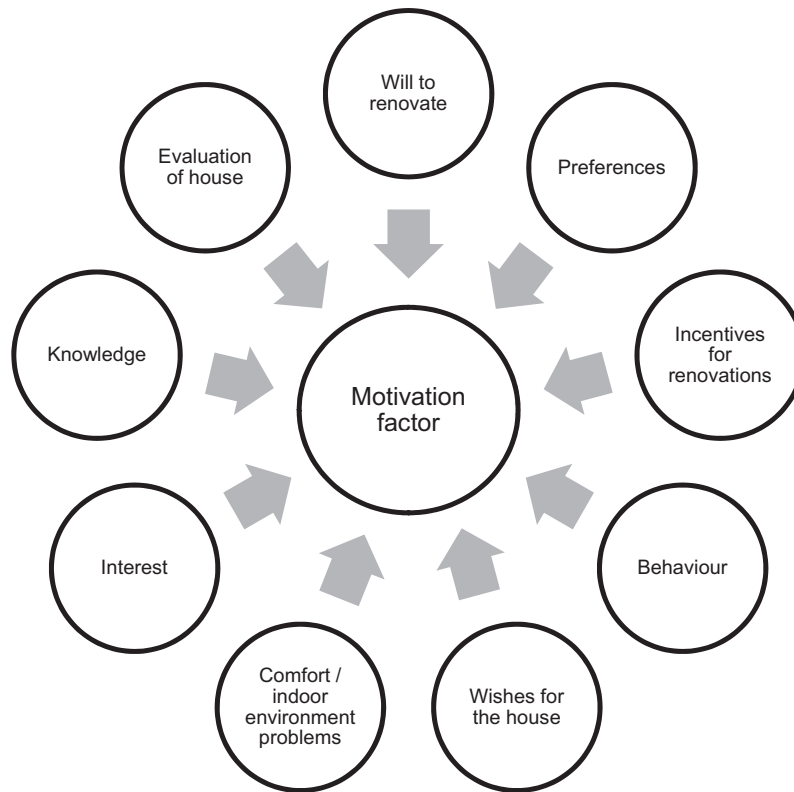 Will to
renovate
Preferences
Incentives
for
renovations
Behaviour
Wishes for
the house
Comfort /
indoor
environment
problems
Interest
Knowledge
Evaluation
of house
Motivation
factor